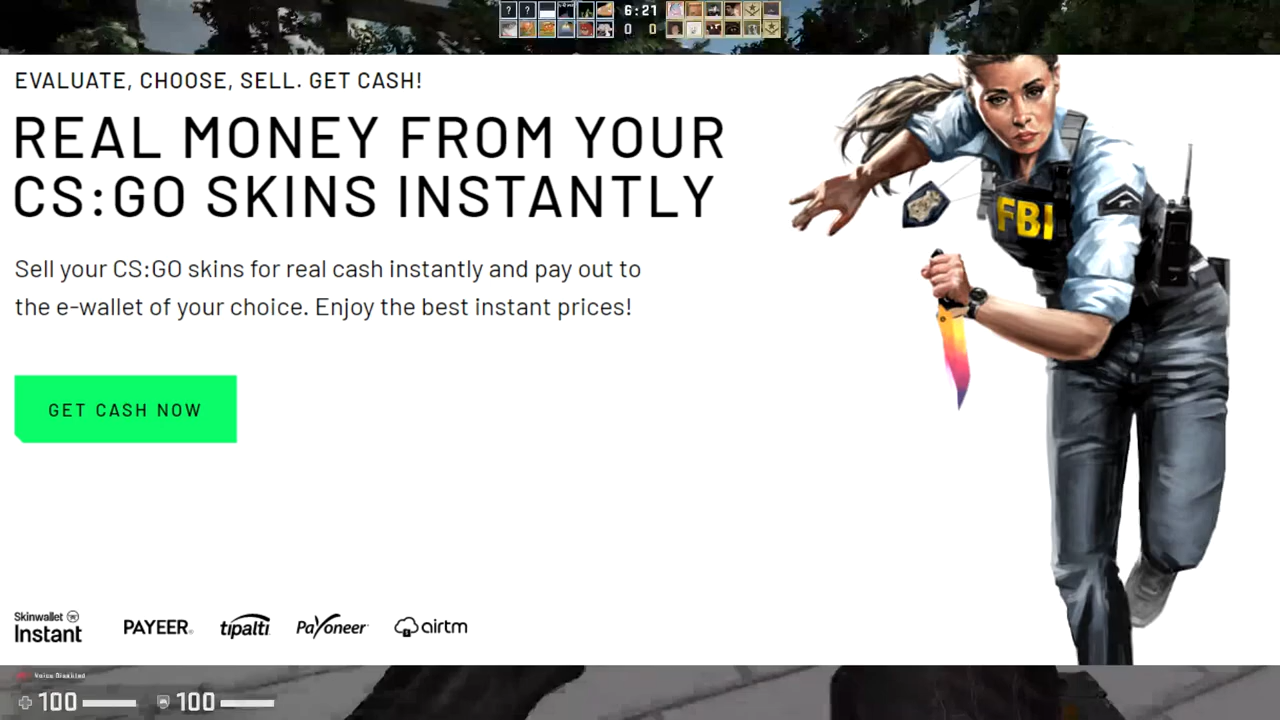 ? ? 6:21
0 0
EVALUATE, CHOOSE, SELL. GET CASH!
REAL MONEY FROM YOUR
CS:GO SKINS INSTANTLY
Sell your CS:GO skins for real cash instantly and pay out to
the e-wallet of your choice. Enjoy the best instant prices!
FBI
GET CASH NOW
Skinwallet
Instant
PAYEER
tipalti
Payoneer
airtm
Voice Disabled
100 100